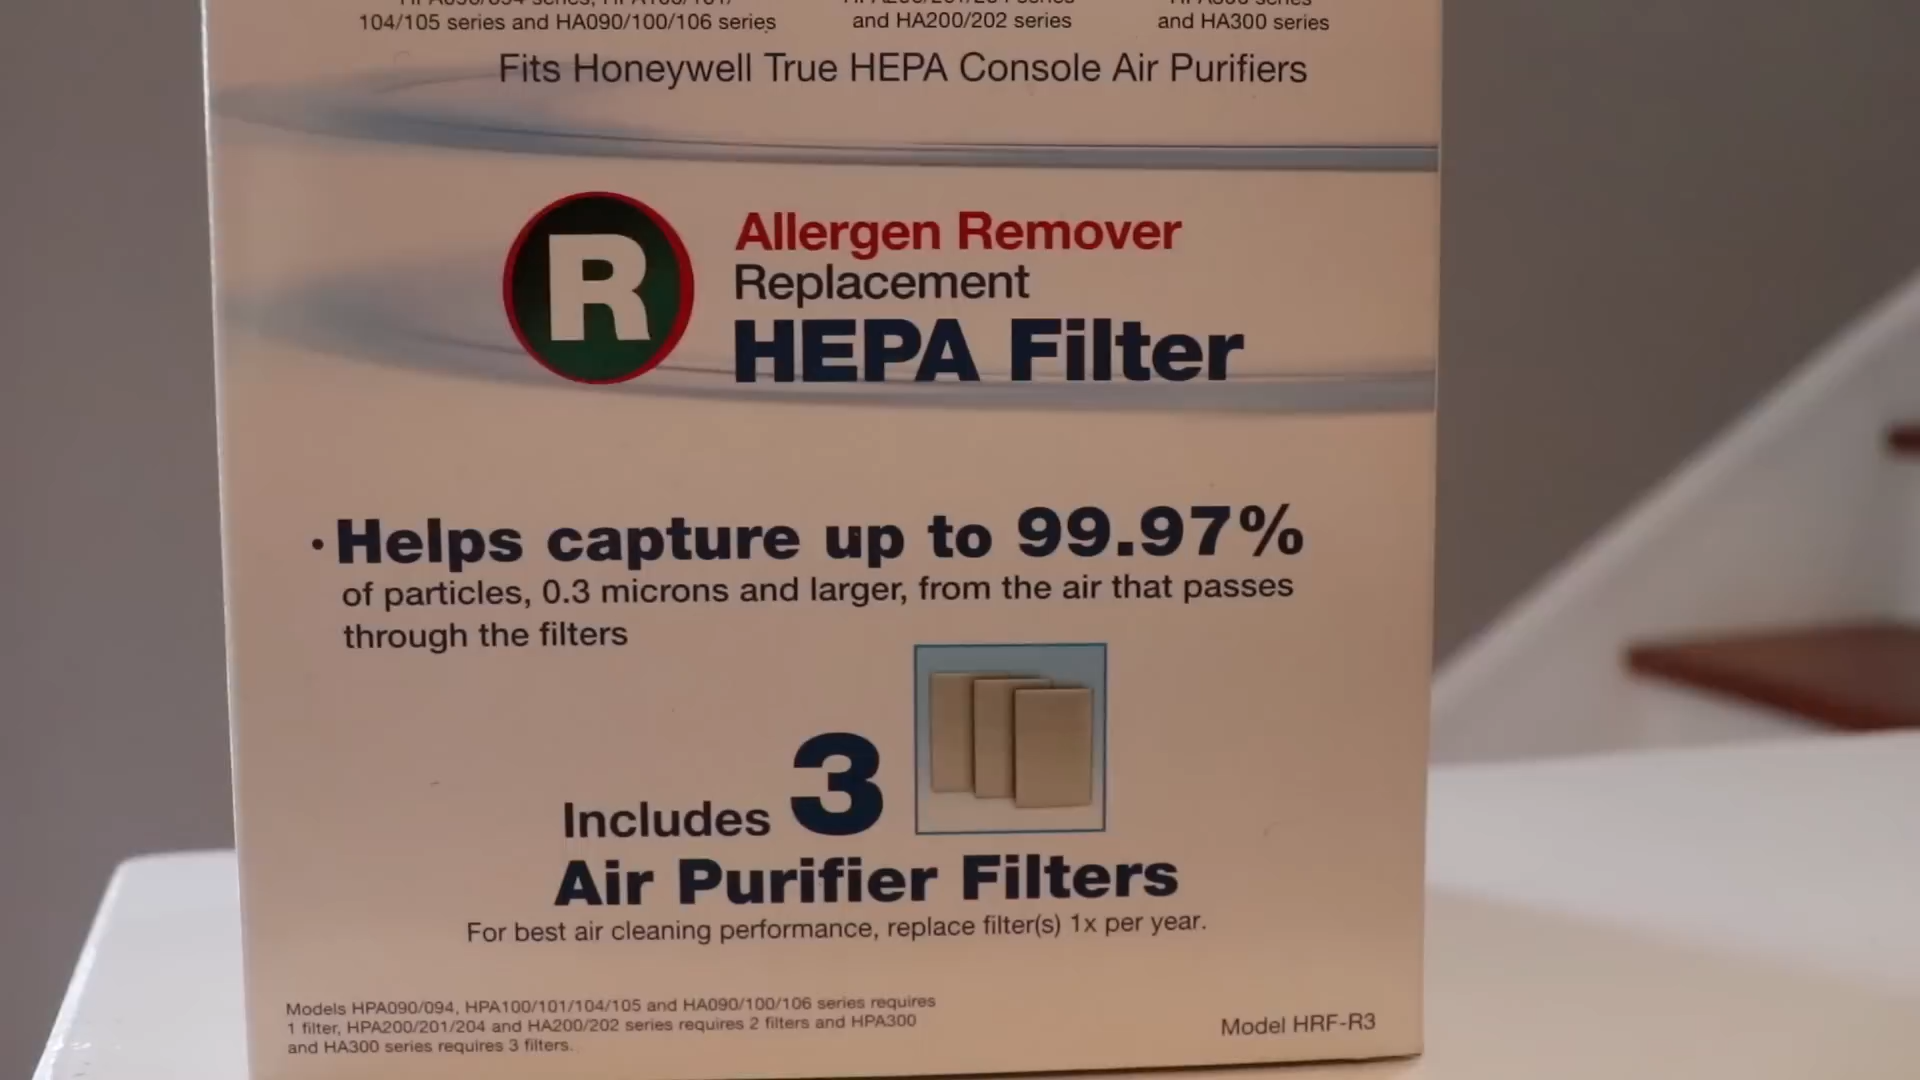 104/105 series and HA090/100/106 series
and HA200/202 series
and HA300 series
Fits Honeywell True HEPA Console Air Purifiers
R
Allergen Remover
Replacement
HEPA Filter
· Helps capture up to 99.97%
of particles, 0.3 microns and larger, from the air that passes
through the filters
Includes 3
Air Purifier Filters
For best air cleaning performance, replace filter(s) 1x per year.
Models HPA090/094, HPA100/101/104/105 and HA090/100/106 series requires
1 filter, HPA200/201/204 and HA200/202 series requires 2 filters and HPA300
and HA300 series requires 3 filters.
Model HRF-R3